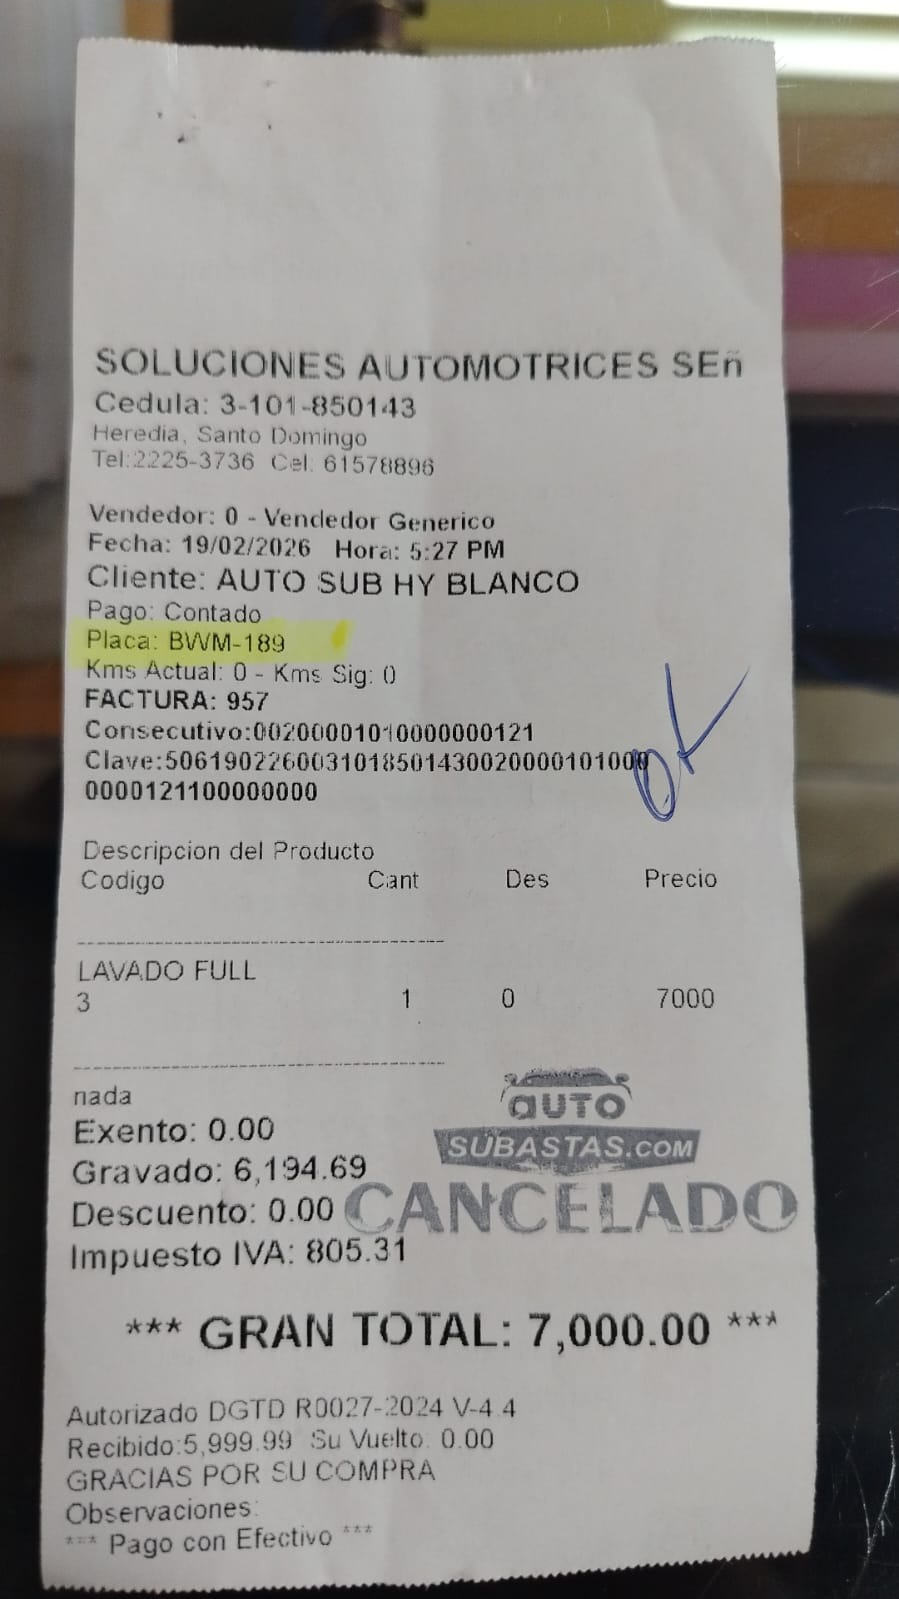 SOLUCIONES AUTOMOTRICES SEñ
Cedula: 3-101-850143
Heredia, Santo Domingo
Tel:2225-3736 Cel: 61578896
Vendedor: 0 - Vendedor Generico
Fecha: 19/02/2026 Hora: 5:27 PM
Cliente: AUTO SUB HY BLANCO
Pago: Contado
Placa: BWM-189
Kms Actual: 0 - Kms Sig: 0
FACTURA: 957
Consecutivo:00200001010000000121
Clave:5061902260031018501430020000101000
0000121100000000
OK
Descripcion del Producto
Codigo Cant Des Precio
LAVADO FULL
3 1 0 7000
nada
Exento: 0.00
Gravado: 6,194.69
Descuento: 0.00
Impuesto IVA: 805.31
AUTO
SUBASTAS.COM
CANCELADO
*** GRAN TOTAL: 7,000.00 ***
Autorizado DGTD R0027-2024 V-4.4
Recibido:5,999.99 Su Vuelto: 0.00
GRACIAS POR SU COMPRA
Observaciones:
*** Pago con Efectivo ***